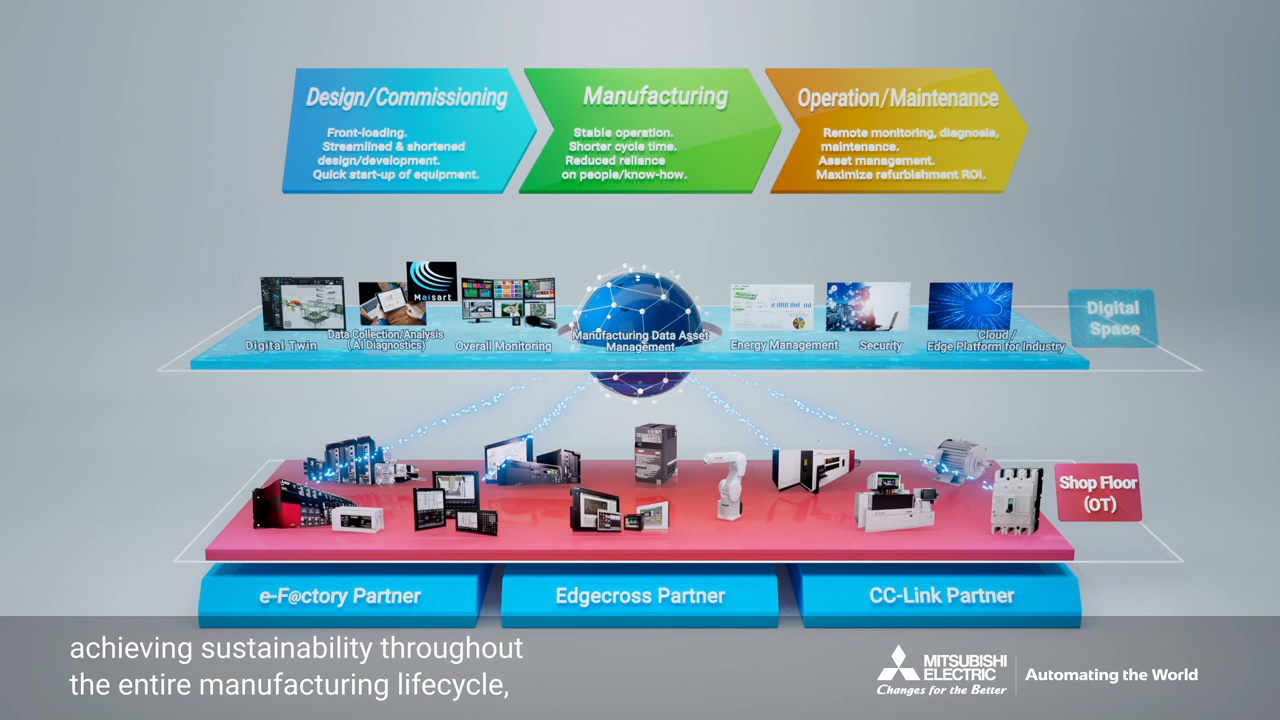 Design/Commissioning
Front-loading.
Streamlined & shortened
design/development.
Quick start-up of equipment.
Manufacturing
Stable operation.
Shorter cycle time.
Reduced reliance
on people/know-how.
Operation/Maintenance
Remote monitoring, diagnosis,
maintenance.
Asset management.
Maximize refurbishment ROI.
Maisart
Digital Twin
Data Collection/Analysis
(AI Diagnostics)
Overall Monitoring
Manufacturing Data Asset
Management
Energy Management
Security
Cloud/
Edge Platform for Industry
Digital
Space
Shop Floor
(OT)
e-F@ctory Partner
Edgecross Partner
CC-Link Partner
achieving sustainability throughout
the entire manufacturing lifecycle,
MITSUBISHI
ELECTRIC
Changes for the Better
Automating the World